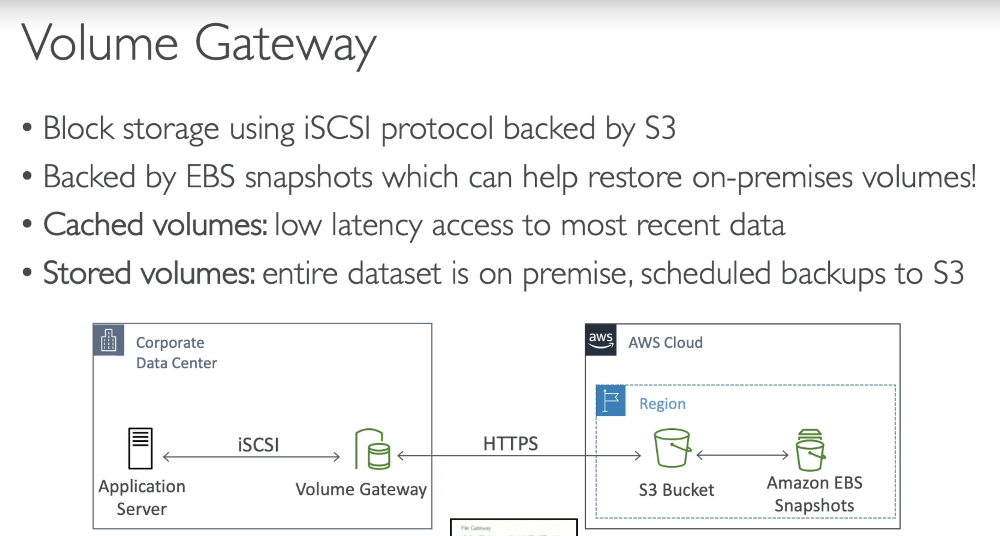 Volume Gateway
• Block storage using iSCSI protocol backed by S3
• Backed by EBS snapshots which can help restore on-premises volumes!
• Cached volumes: low latency access to most recent data
• Stored volumes: entire dataset is on premise, scheduled backups to S3
Corporate
Data Center
aws
AWS Cloud
Region
iSCSI
HTTPS
Application
Server
Volume Gateway
S3 Bucket
Amazon EBS
Snapshots
File Gateway